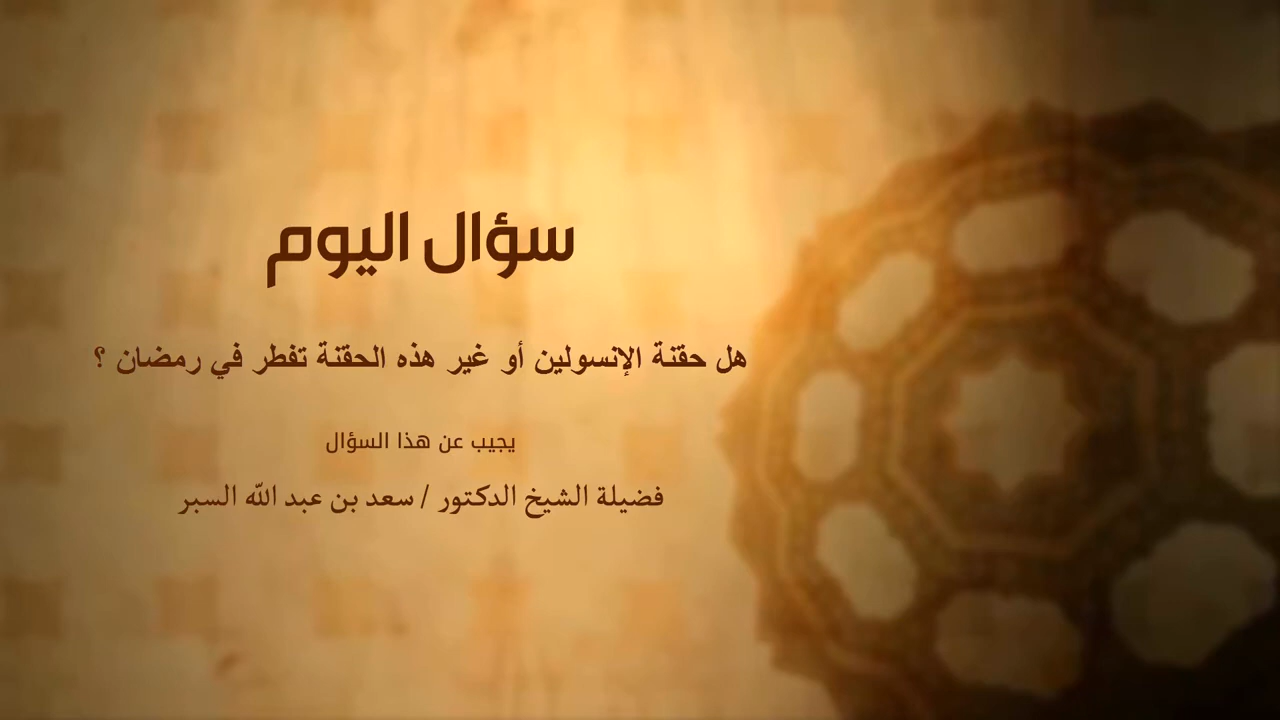 سؤال اليوم
هل حقنة الإنسولين أو غير هذه الحقنة تفطر في رمضان ؟
يجيب عن هذا السؤال
فضيلة الشيخ الدكتور / سعد بن عبد الله السبر